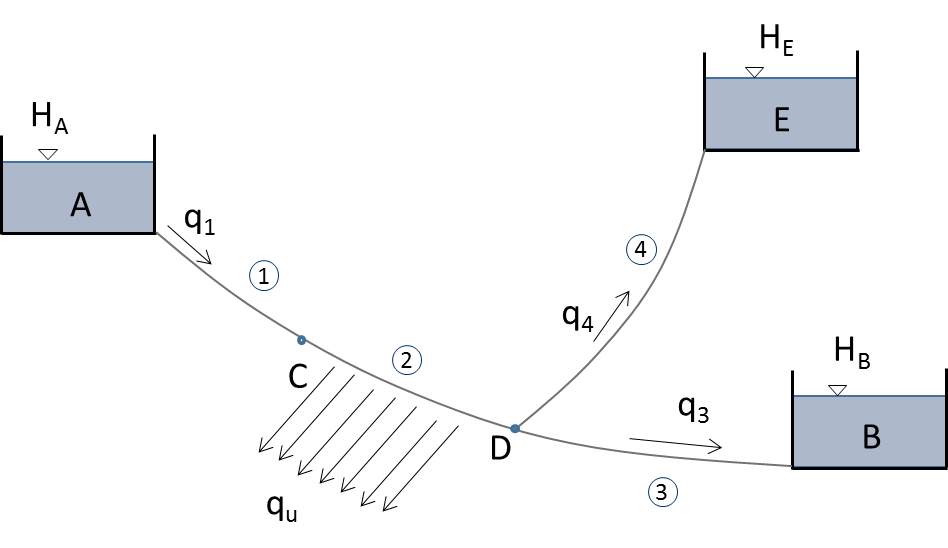 H_E
H_A
E
A
q_1
④
①
q_4
②
H_B
C
q_3
B
D
③
q_u